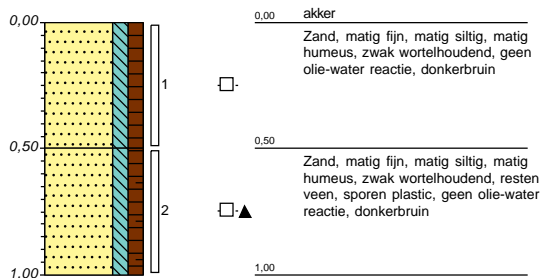 0,00
0,00 akker
Zand, matig fijn, matig siltig, matig
humeus, zwak wortelhoudend, geen
olie-water reactie, donkerbruin
1
0,50
0,50
Zand, matig fijn, matig siltig, matig
humeus, zwak wortelhoudend, resten
veen, sporen plastic, geen olie-water
reactie, donkerbruin
2
1,00
1,00